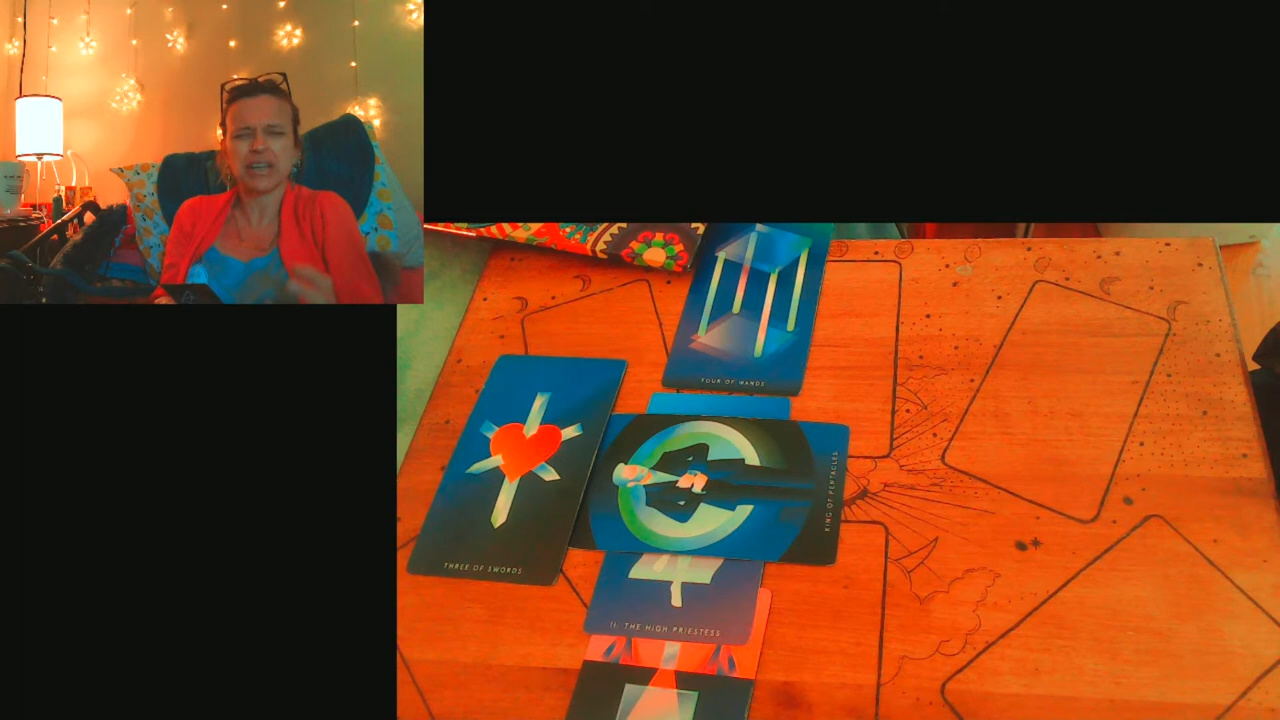 FOUR OF WANDS
KING OF PENTACLES
THREE OF SWORDS
II. THE HIGH PRIESTESS